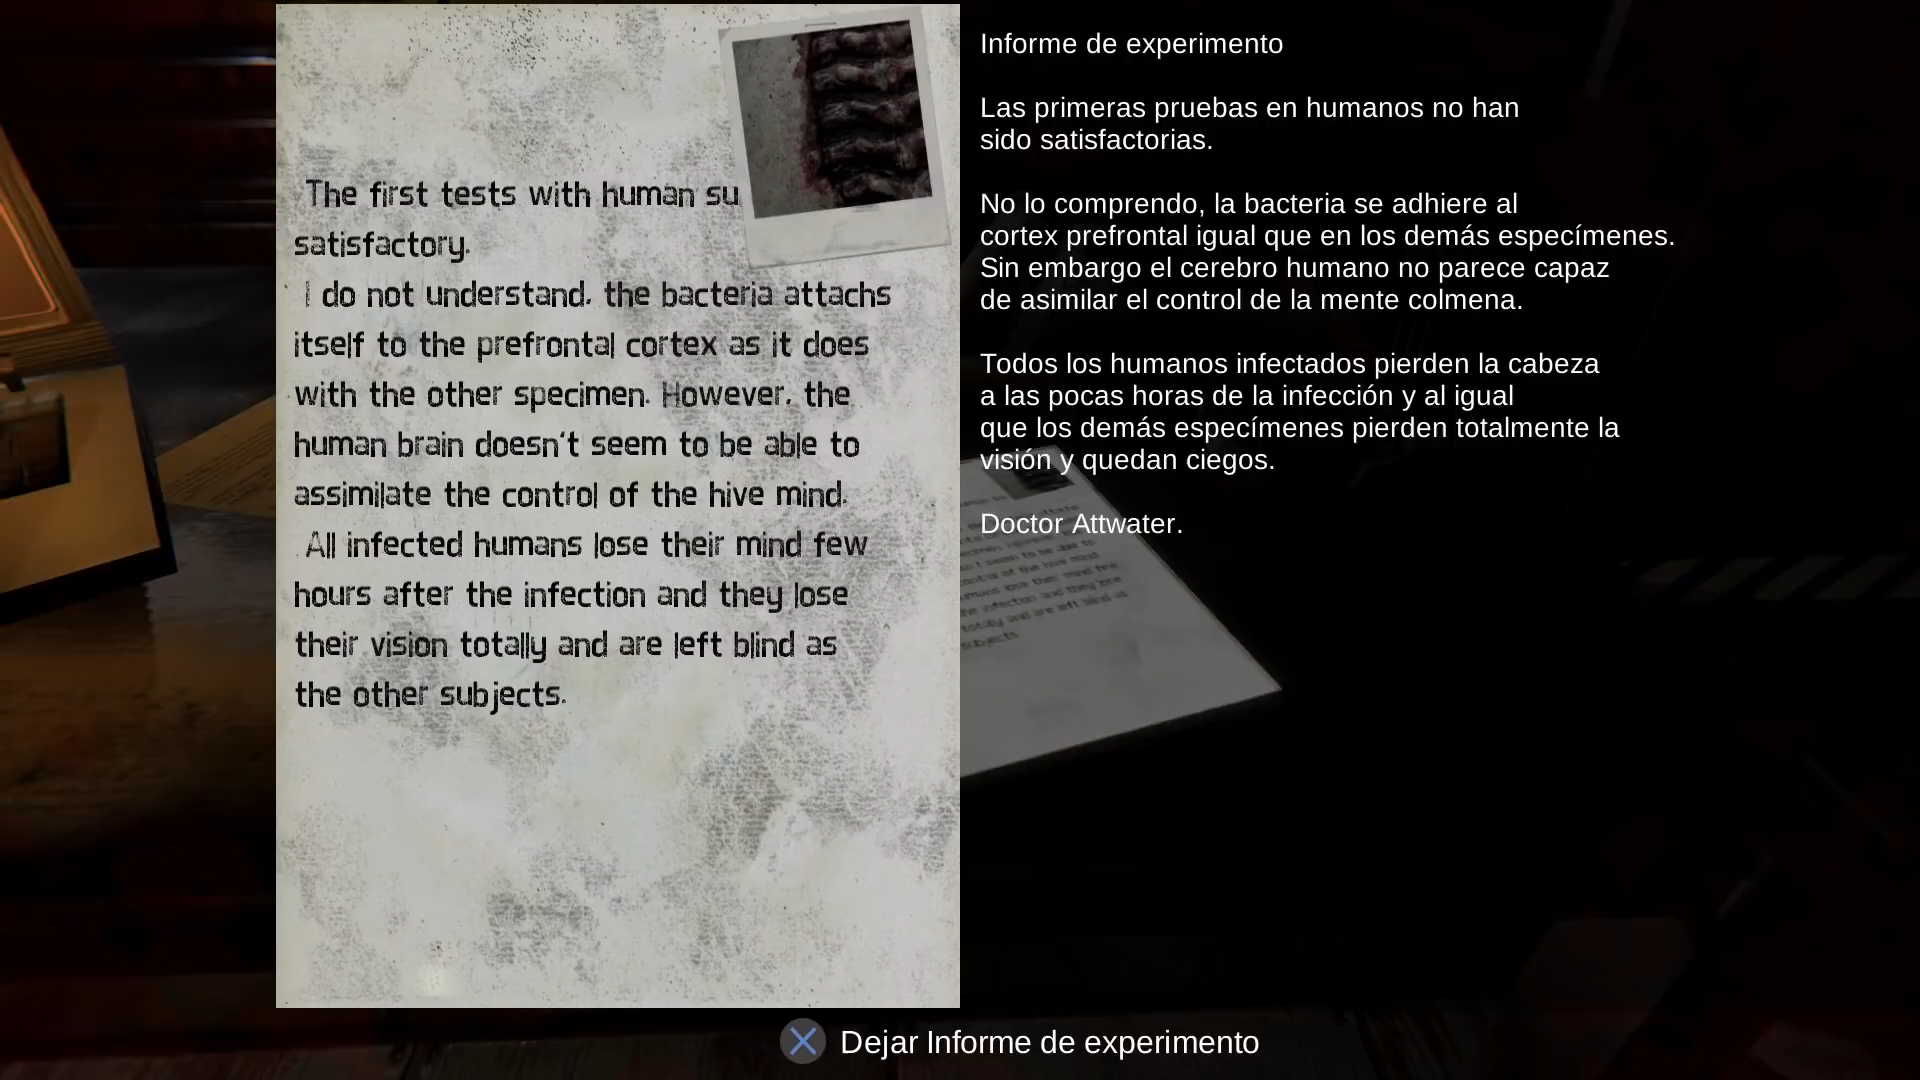 The first tests with human su
satisfactory.
I do not understand, the bacteria attachs
itself to the prefrontal cortex as it does
with the other specimen. However, the
human brain doesn't seem to be able to
assimilate the control of the hive mind.
All infected humans lose their mind few
hours after the infection and they lose
their vision totally and are left blind as
the other subjects.
Informe de experimento
Las primeras pruebas en humanos no han
sido satisfactorias.
No lo comprendo, la bacteria se adhiere al
cortex prefrontal igual que en los demás especímenes.
Sin embargo el cerebro humano no parece capaz
de asimilar el control de la mente colmena.
Todos los humanos infectados pierden la cabeza
a las pocas horas de la infección y al igual
que los demás especímenes pierden totalmente la
visión y quedan ciegos.
Doctor Attwater.
Dejar Informe de experimento